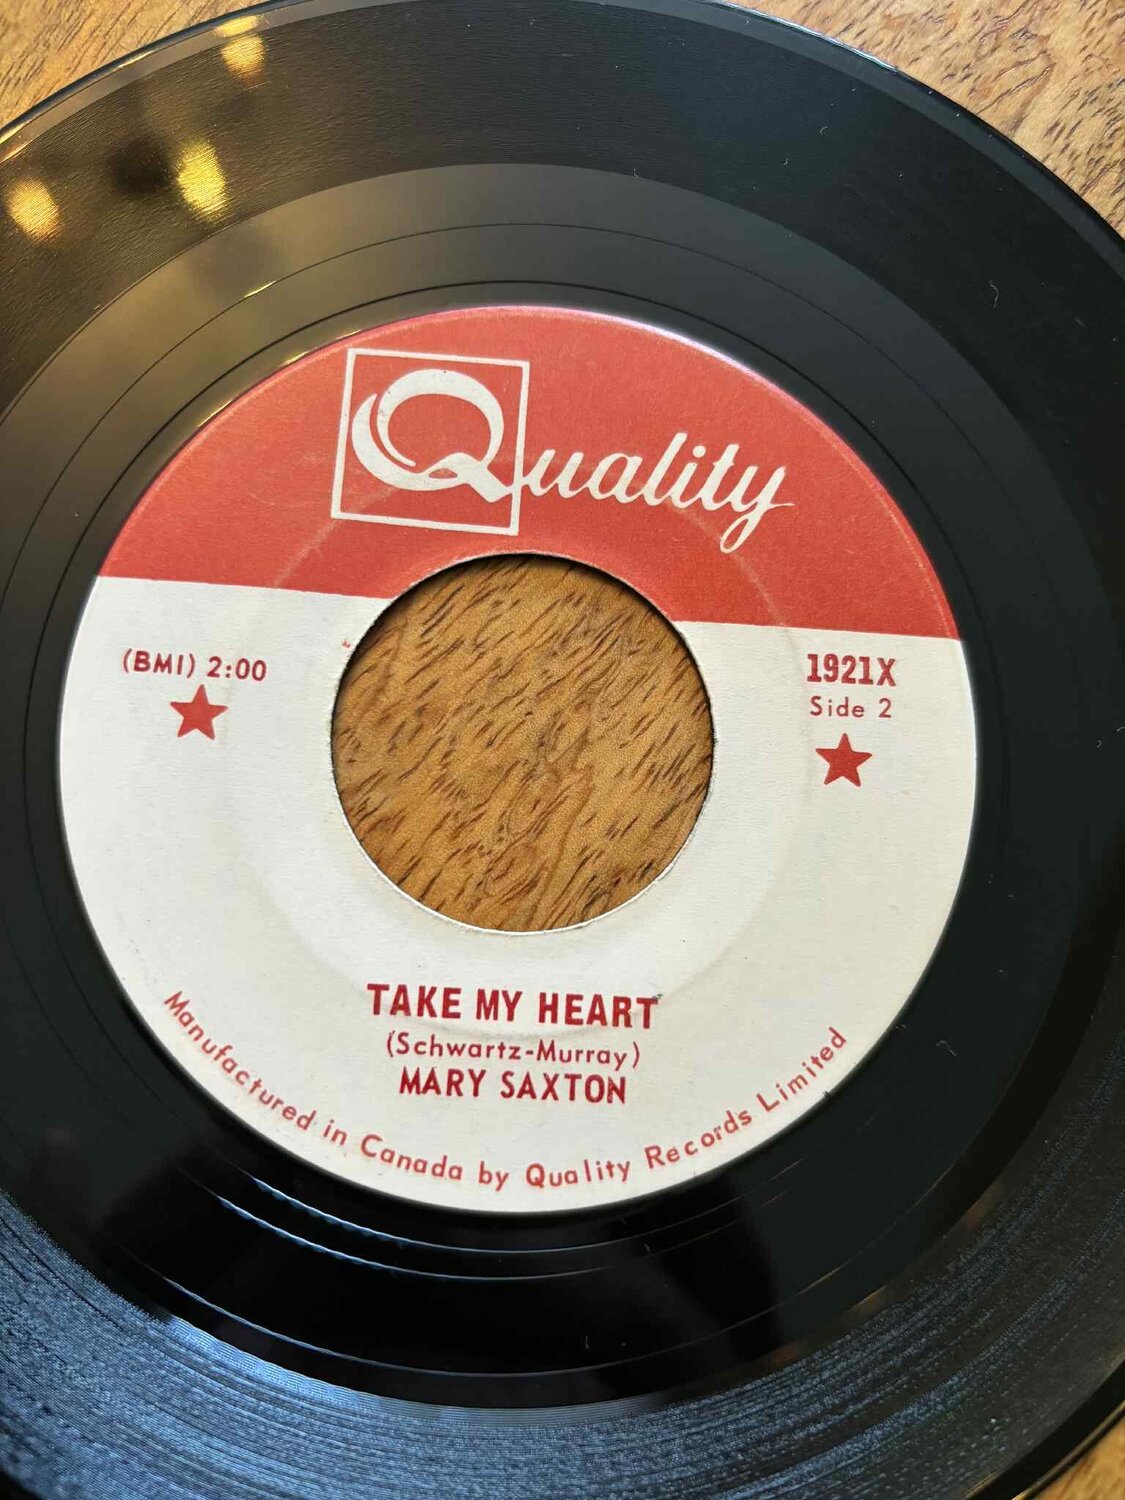 Quality
(BMI) 2:00
1921X
Side 2
TAKE MY HEART
(Schwartz-Murray)
MARY SAXTON
Manufactured in Canada by Quality Records Limited